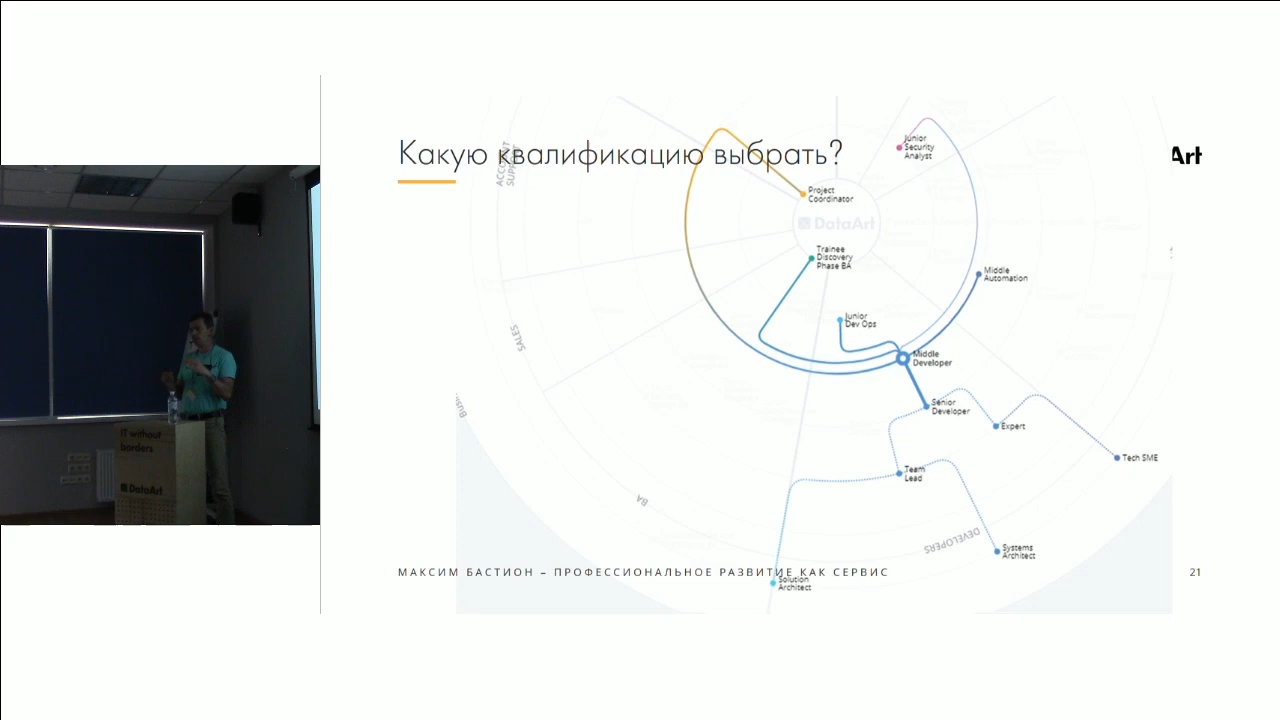 Какую квалификацию выбрать?
Art
ACCOUNT
SUPPORT
Junior
Security
Analyst
Project
Coordinator
DataArt
Trainee
Discovery
Phase BA
Middle
Automation
Junior
Dev Ops
Middle
Developer
SALES
Senior
Developer
Expert
Tech SME
Team
Lead
BA
DEVELOPERS
Systems
Architect
Solution
Architect
МАКСИМ БАСТИОН – ПРОФЕССИОНАЛЬНОЕ РАЗВИТИЕ КАК СЕРВИС
21
IT without
borders
DataArt